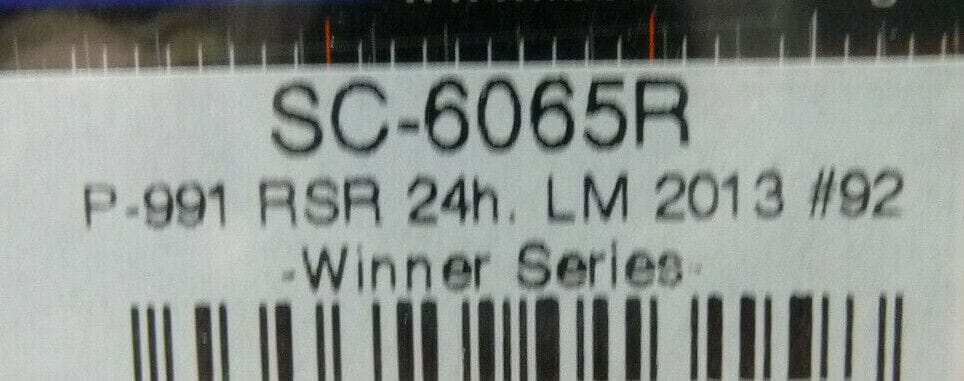 SC-6065R
P-991 RSR 24h. LM 2013 #92
-Winner Series-